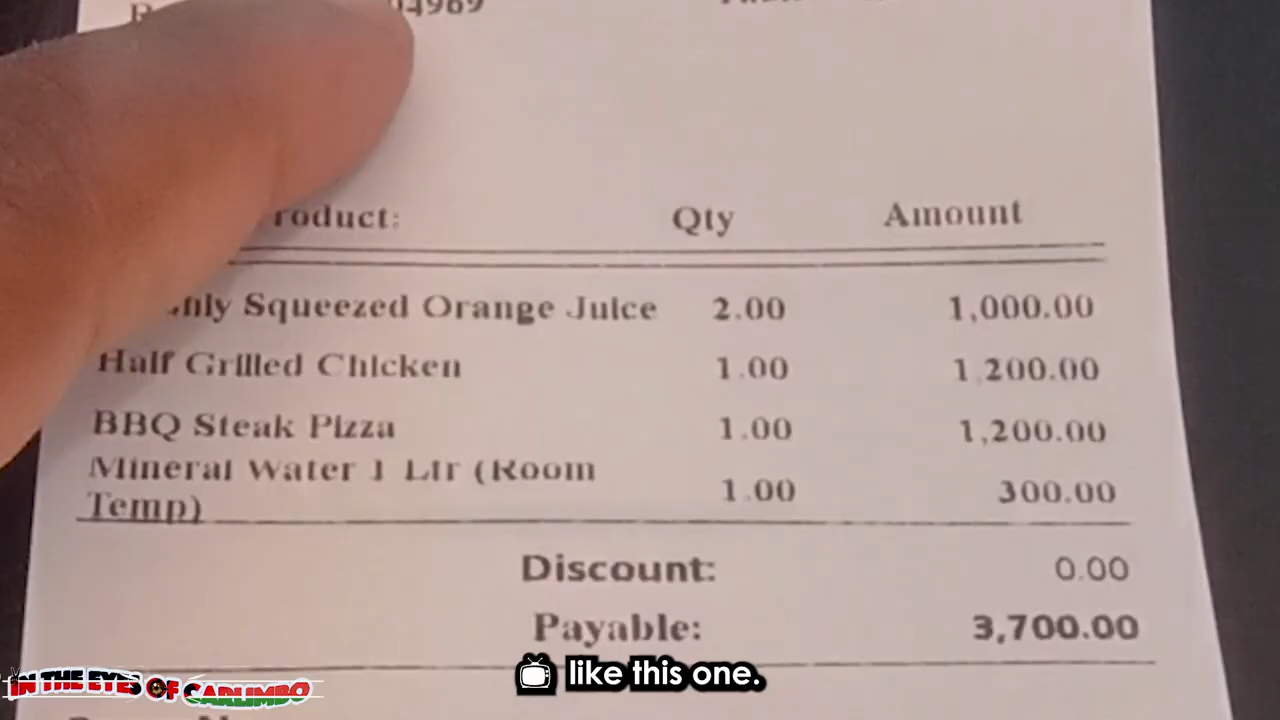 04989
roduct: Qty Amount
hly Squeezed Orange Juice 2.00 1,000.00
Half Grilled Chicken 1.00 1,200.00
BBQ Steak Pizza 1.00 1,200.00
Mineral Water 1 Ltr (Room
Temp) 1.00 300.00
Discount: 0.00
Payable: 3,700.00
like this one.
IN THE EYES OF CARLIMBO